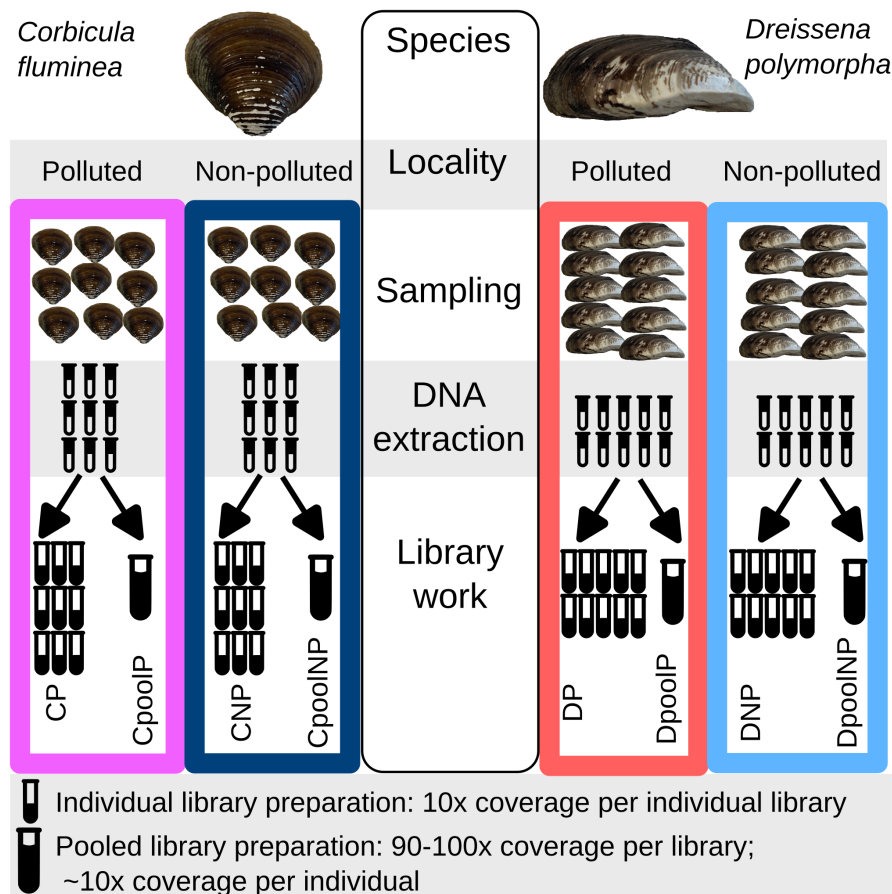 Corbicula
fluminea
Species
Dreissena
polymorpha
Polluted
Non-polluted
Locality
Polluted
Non-polluted
Sampling
DNA
extraction
Library
work
CP
CpoolP
CNP
CpoolNP
DP
DpoolP
DNP
DpoolNP
Individual library preparation: 10x coverage per individual library
Pooled library preparation: 90-100x coverage per library;
~10x coverage per individual